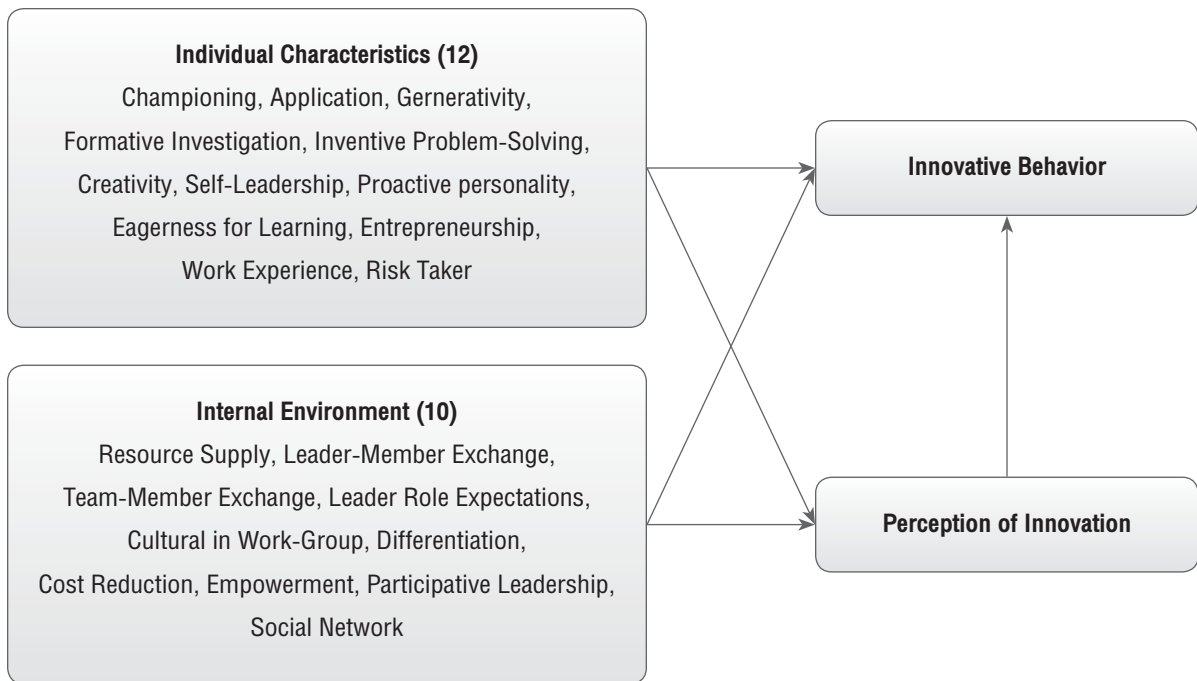 Individual Characteristics (12)
Championing, Application, Gernerativity,
Formative Investigation, Inventive Problem-Solving,
Creativity, Self-Leadership, Proactive personality,
Eagerness for Learning, Entrepreneurship,
Work Experience, Risk Taker
Internal Environment (10)
Resource Supply, Leader-Member Exchange,
Team-Member Exchange, Leader Role Expectations,
Cultural in Work-Group, Differentiation,
Cost Reduction, Empowerment, Participative Leadership,
Social Network
Innovative Behavior
Perception of Innovation